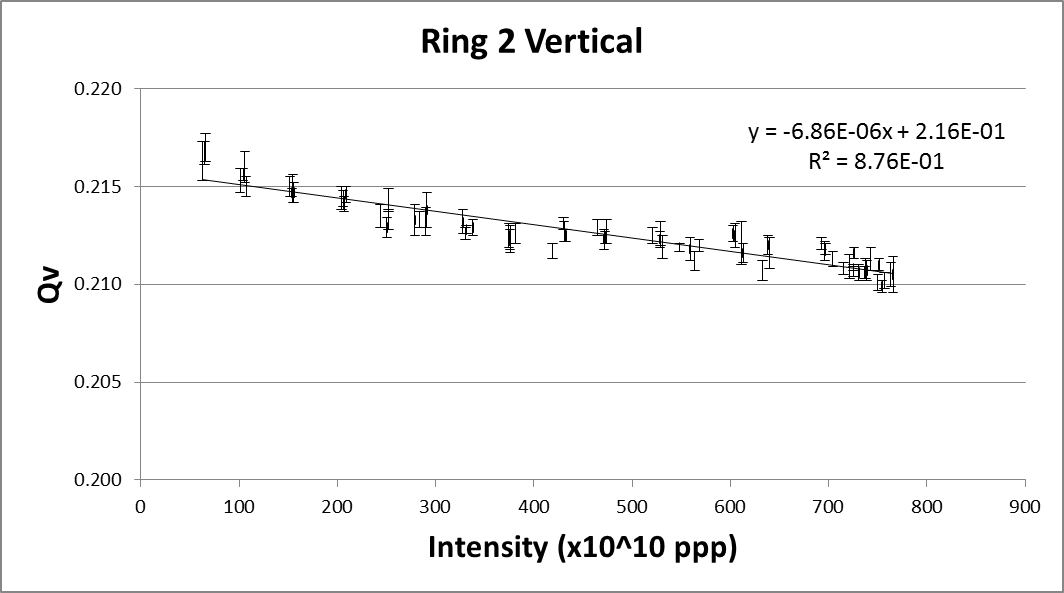 Ring 2 Vertical
0.220
y = -6.86E-06x + 2.16E-01
R² = 8.76E-01
0.215
0.210
Qv
0.205
0.200
0 100 200 300 400 500 600 700 800 900
Intensity (x10^10 ppp)